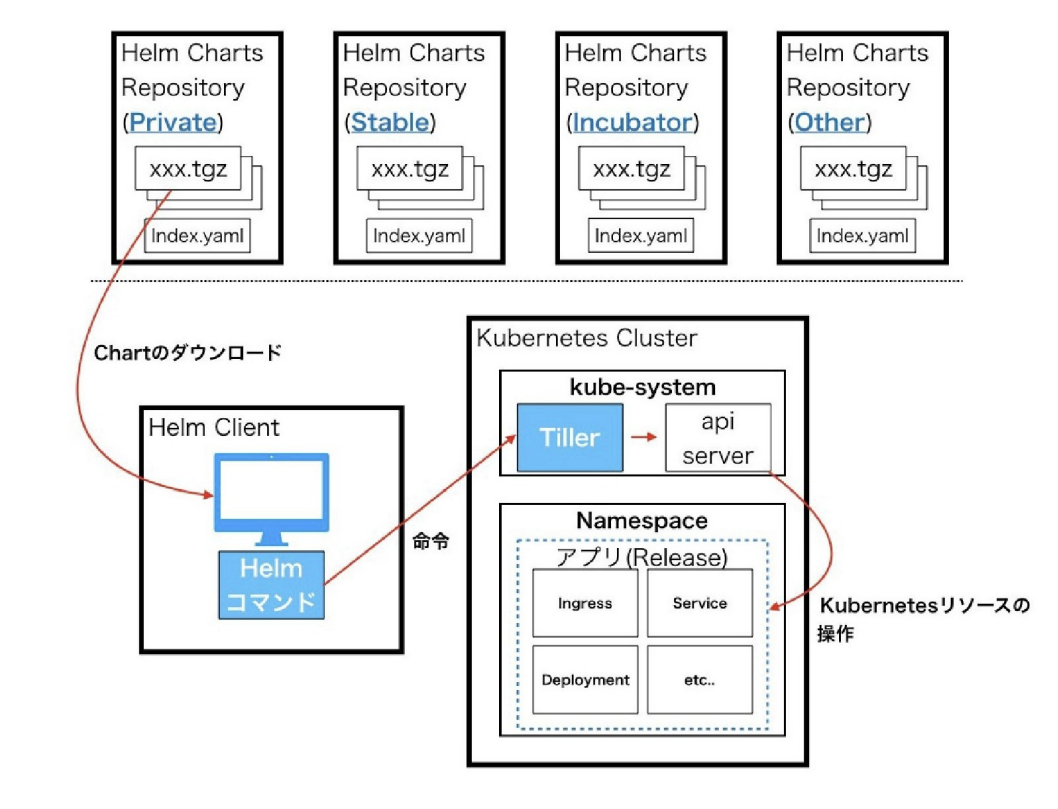 Helm Charts
Repository
(Private)
xxx.tgz
Index.yaml
Helm Charts
Repository
(Stable)
xxx.tgz
Index.yaml
Helm Charts
Repository
(Incubator)
xxx.tgz
Index.yaml
Helm Charts
Repository
(Other)
xxx.tgz
Index.yaml
Chartのダウンロード
Helm Client
Helm
コマンド
命令
Kubernetes Cluster
kube-system
Tiller
api
server
Namespace
アプリ(Release)
Ingress
Service
Deployment
etc..
Kubernetesリソースの
操作